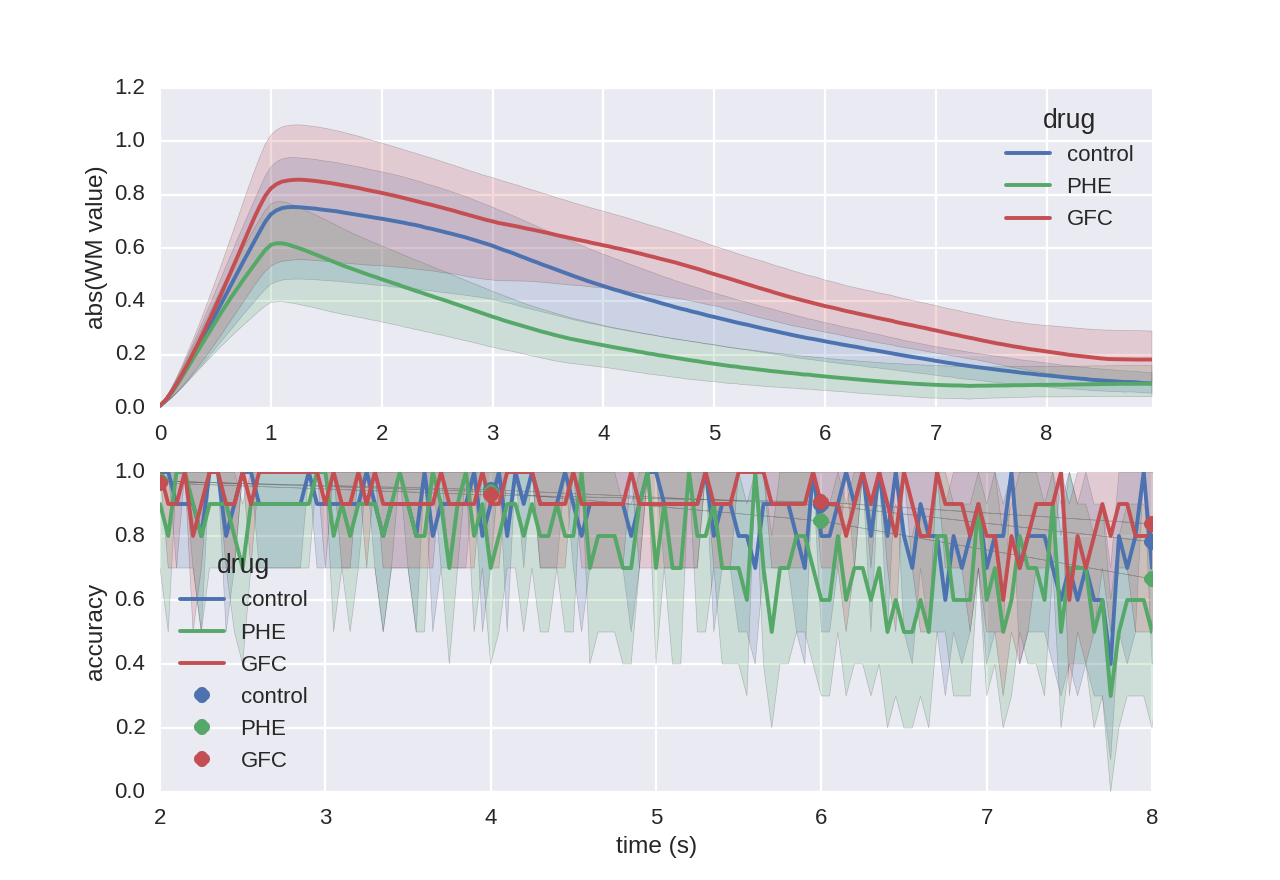 1.2
1.0
0.8
0.6
0.4
0.2
0.0
abs(WM value)
drug
control
PHE
GFC
0 1 2 3 4 5 6 7 8
1.0
0.8
0.6
0.4
0.2
0.0
accuracy
drug
control
PHE
GFC
control
PHE
GFC
2 3 4 5 6 7 8
time (s)